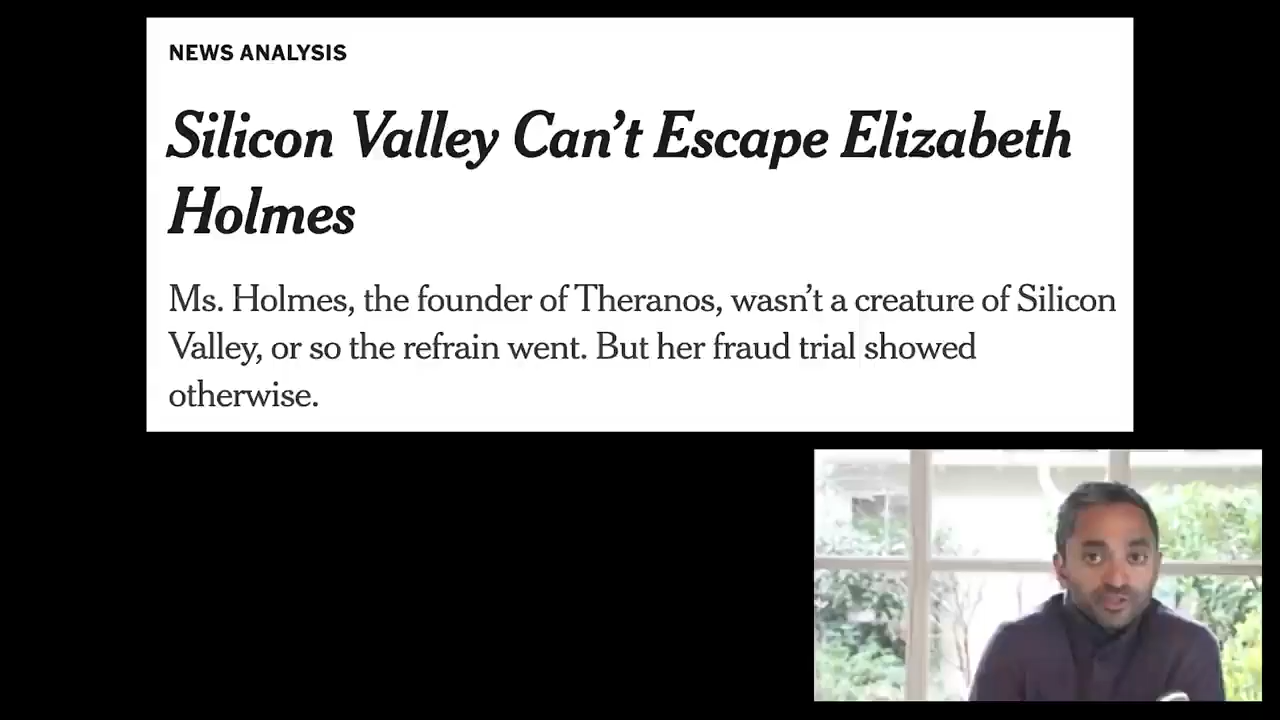 NEWS ANALYSIS
Silicon Valley Can’t Escape Elizabeth
Holmes
Ms. Holmes, the founder of Theranos, wasn’t a creature of Silicon
Valley, or so the refrain went. But her fraud trial showed
otherwise.